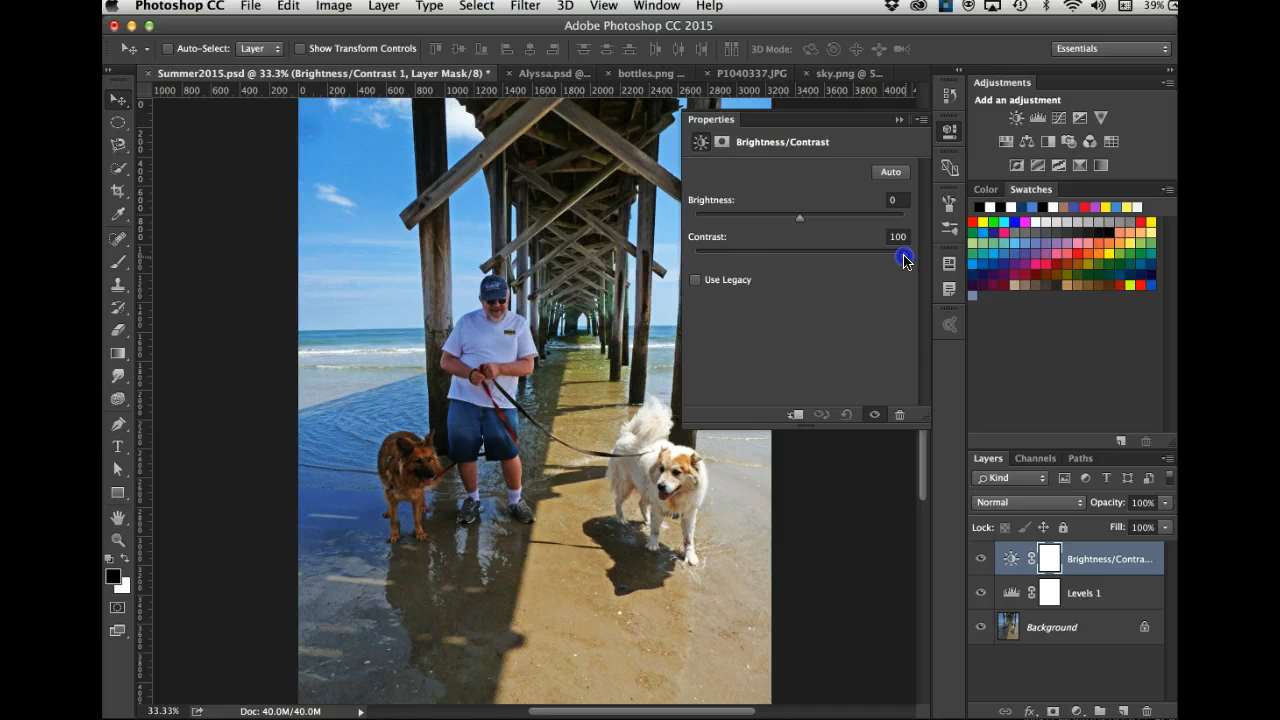 Photoshop CC File Edit Image Layer Type Select Filter 3D View Window Help 39%
Adobe Photoshop CC 2015
Auto-Select: Layer Show Transform Controls 3D Mode: Essentials
Summer2015.psd @ 33.3% (Brightness/Contrast 1, Layer Mask/8) * Alyssa.psd @... bottles.png ... P1040337.JPG sky.png @ 5...
1000 800 600 400 200 0 200 400 600 800 1000 1200 1400 1600 1800 2000 2200 2400 2600 2800 3000 3200 3400 3600 3800 4000
Properties
Brightness/Contrast
Auto
Brightness: 0
Contrast: 100
Use Legacy
Adjustments
Add an adjustment
Color Swatches
Layers Channels Paths
Kind
Normal Opacity: 100%
Lock: Fill: 100%
Brightness/Contra...
Levels 1
Background
33.33% Doc: 40.0M/40.0M